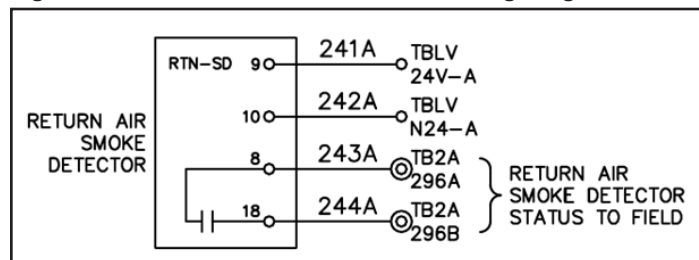 RTN-SD 9 241A TBLV
24V-A
10 242A TBLV
N24-A
RETURN AIR
SMOKE
DETECTOR
8 243A TB2A
296A
18 244A TB2A
296B
RETURN AIR
SMOKE DETECTOR
STATUS TO FIELD